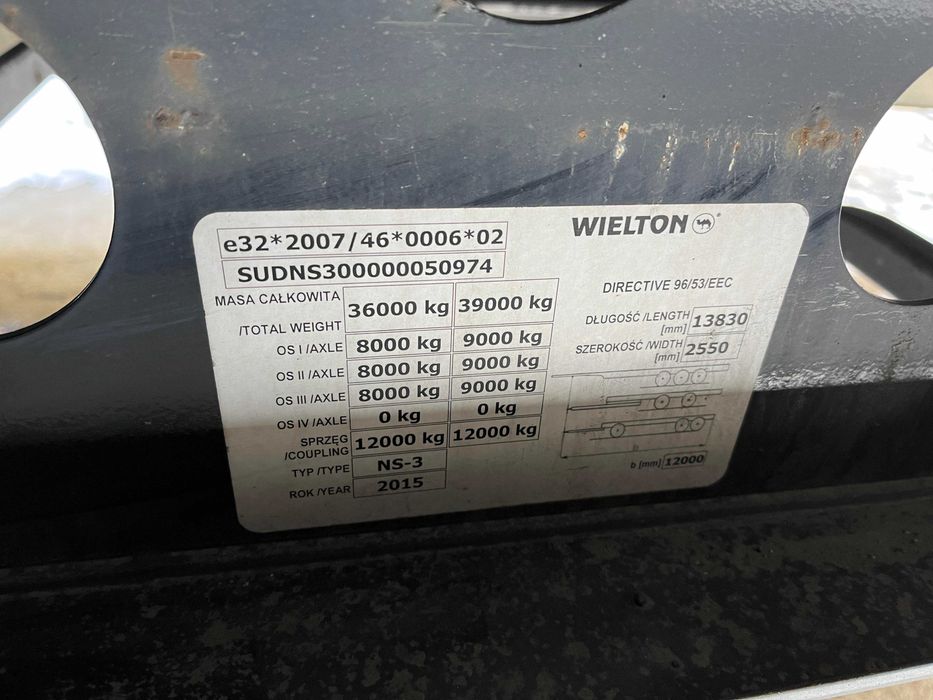 e32*2007/46*0006*02
SUDNS300000050974
MASA CAŁKOWITA
/TOTAL WEIGHT 36000 kg 39000 kg
OS I /AXLE 8000 kg 9000 kg
OS II /AXLE 8000 kg 9000 kg
OS III /AXLE 8000 kg 9000 kg
OS IV /AXLE 0 kg 0 kg
SPRZĘG
/COUPLING 12000 kg 12000 kg
TYP /TYPE NS-3
ROK /YEAR 2015
WIELTON ®
DIRECTIVE 96/53/EEC
DŁUGOŚĆ /LENGTH
[mm] 13830
SZEROKOŚĆ /WIDTH
[mm] 2550
b
b [mm] 12000